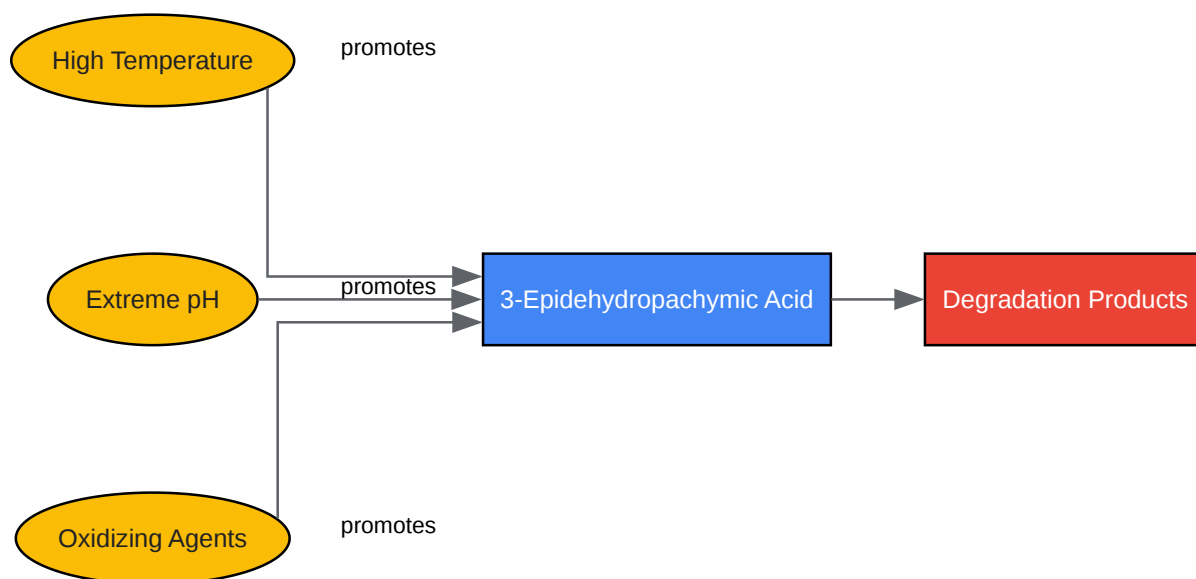 High Temperature
promotes
Extreme pH
promotes
3-Epidehydropachymic Acid
Degradation Products
Oxidizing Agents
promotes